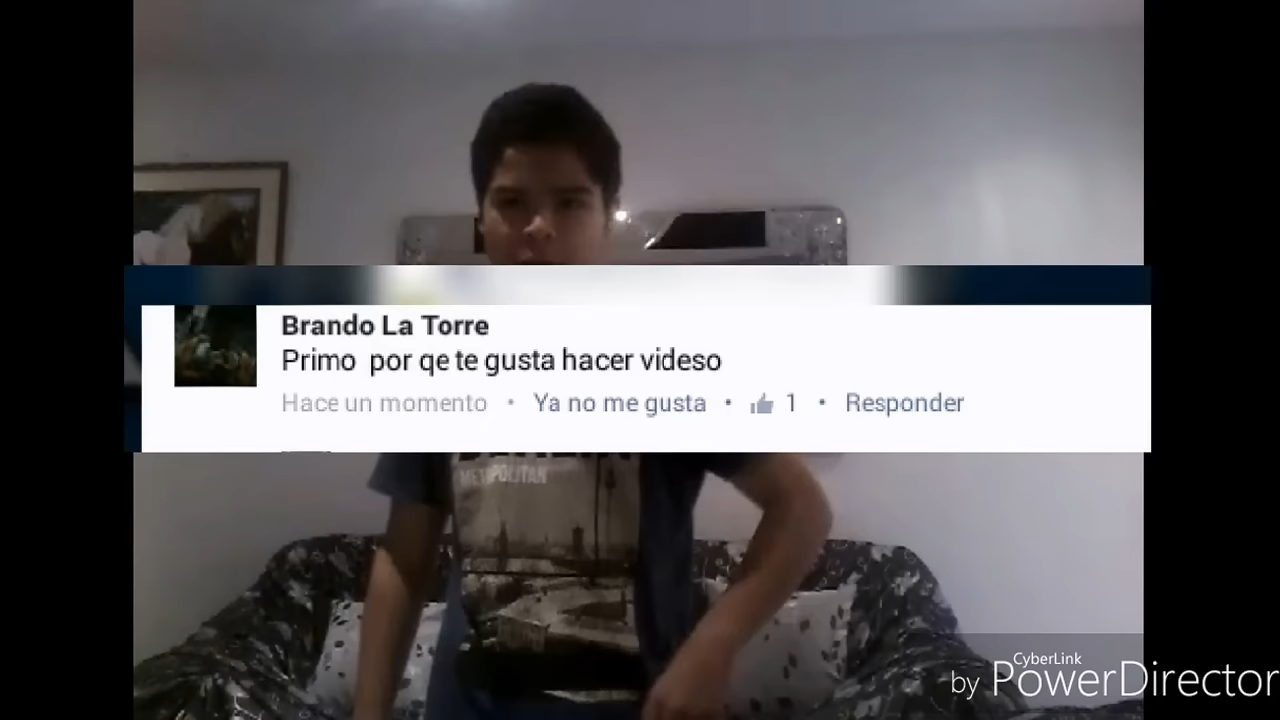 Brando La Torre
Primo por qe te gusta hacer videso
Hace un momento • Ya no me gusta • 1 • Responder
METROPOLITAN
CyberLink
by PowerDirector